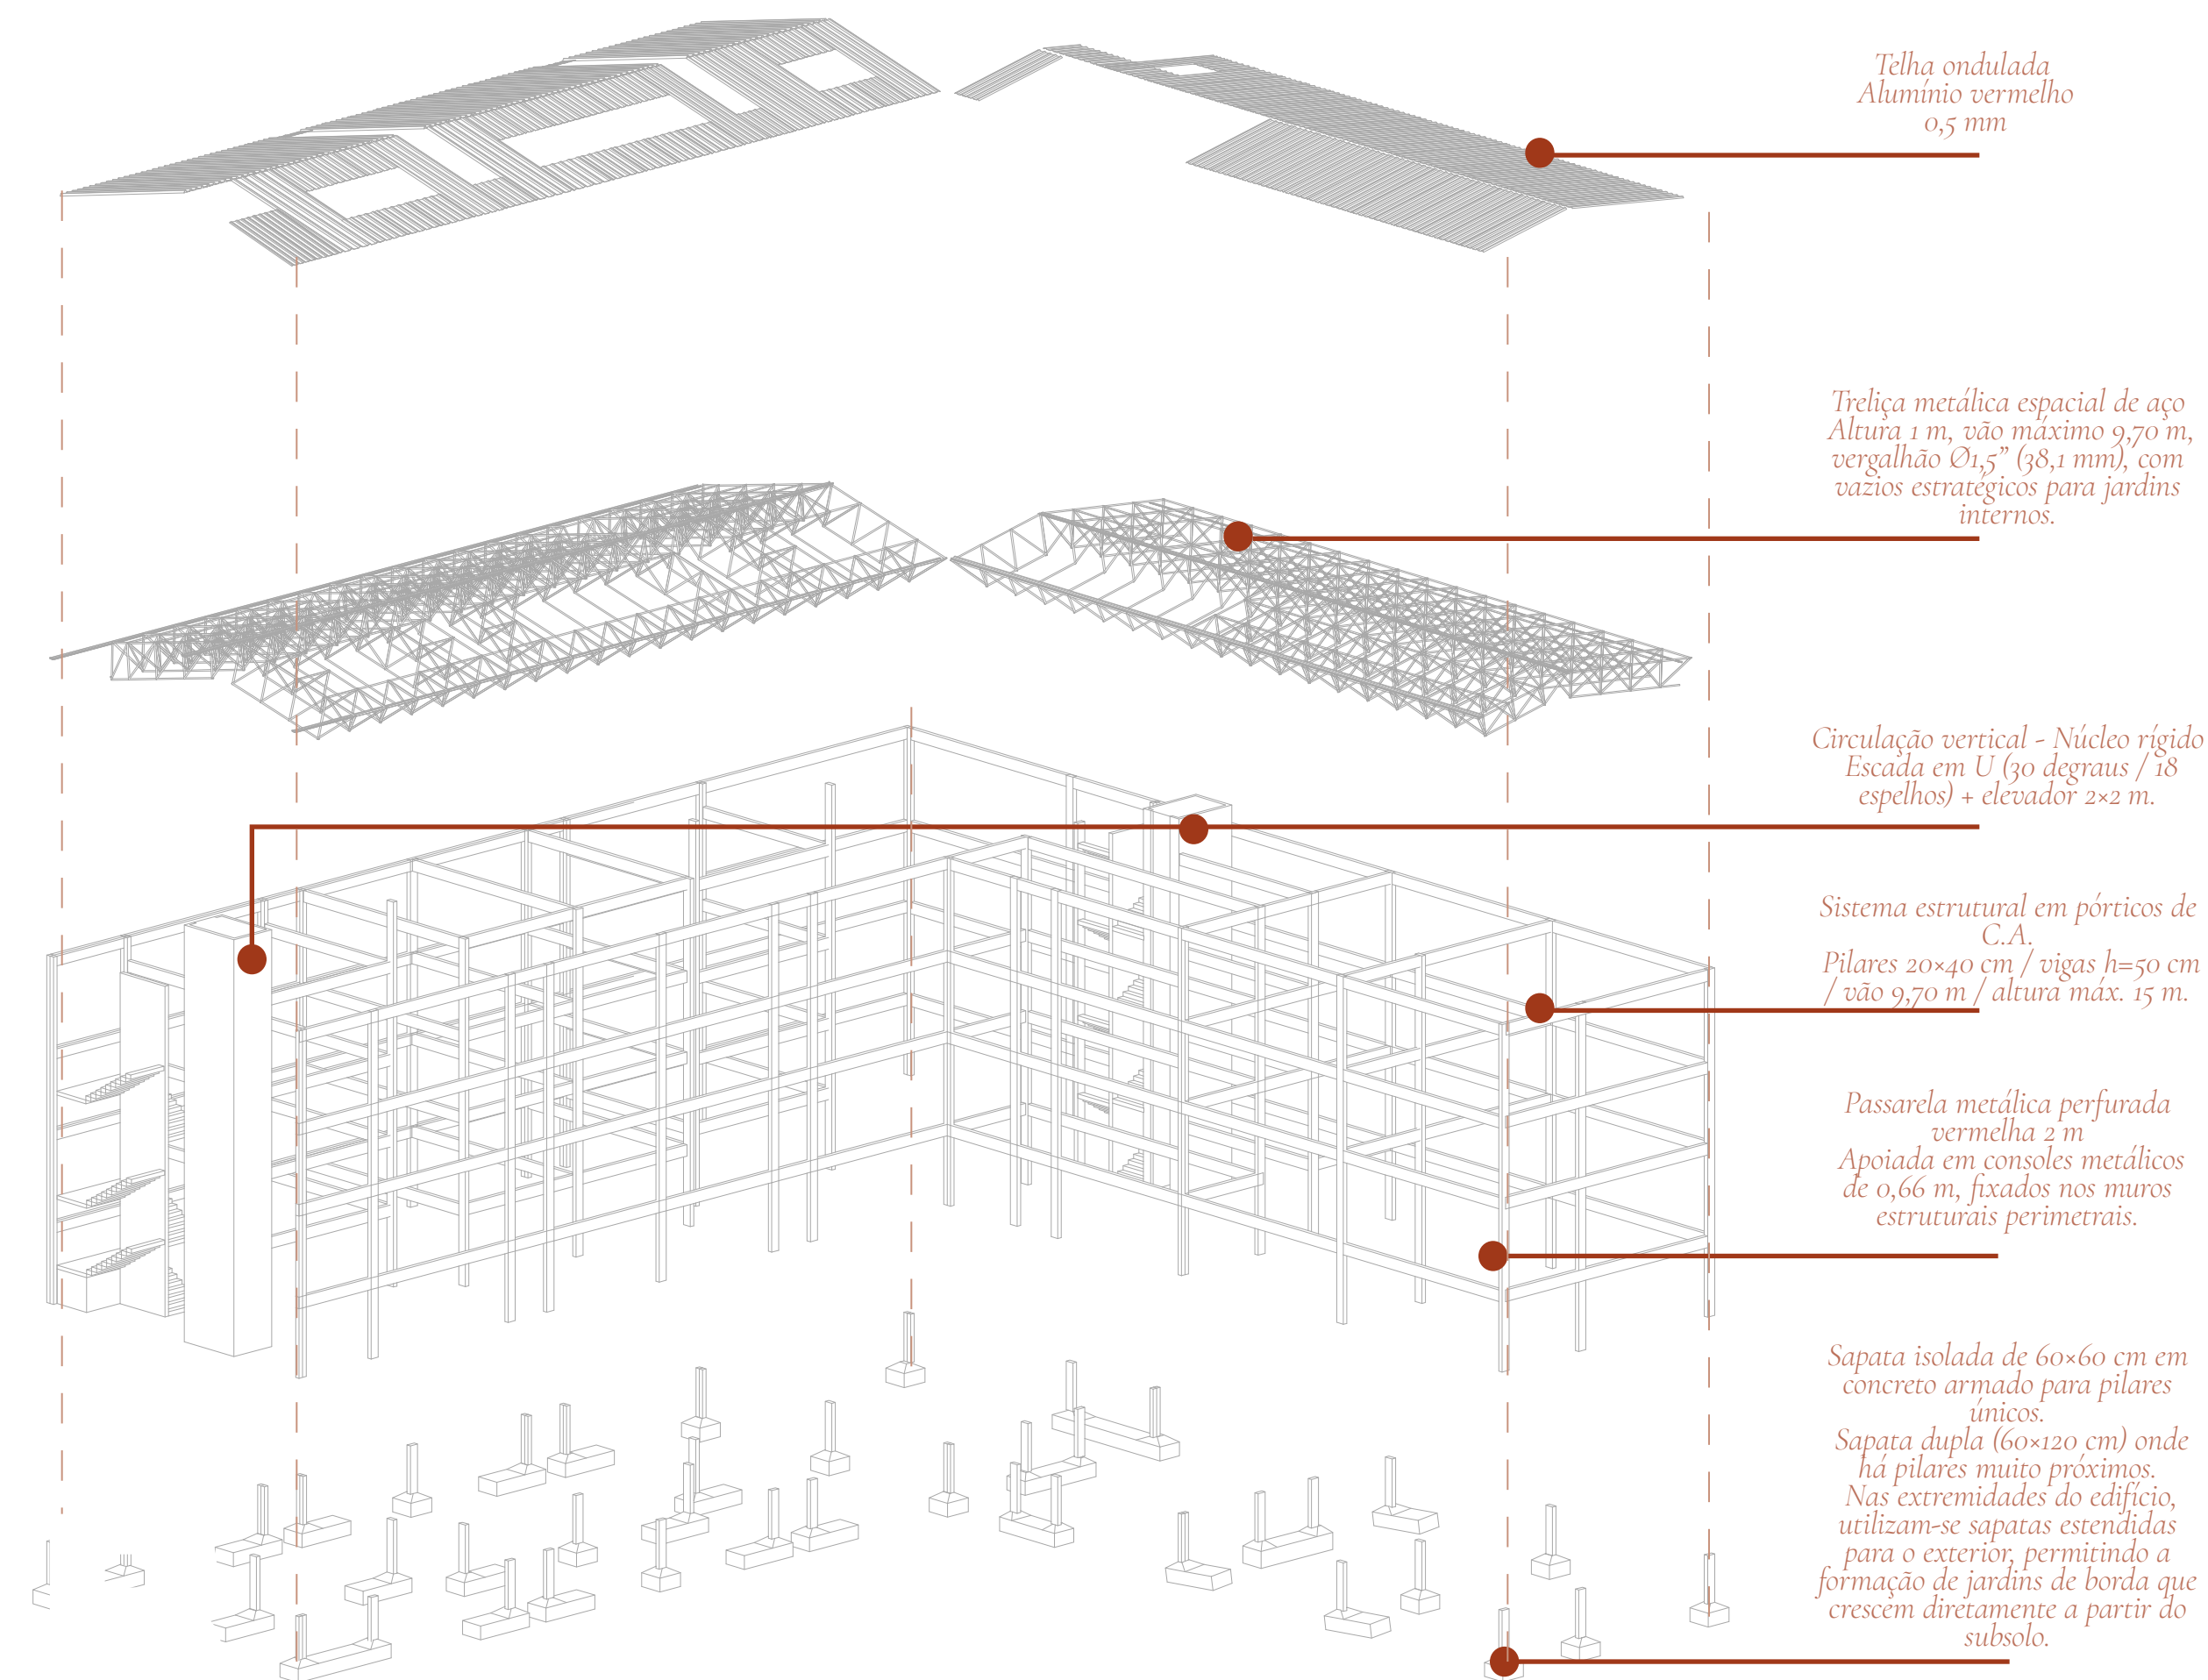 Telha ondulada
Alumínio vermelho
0,5 mm
Treliça metálica espacial de aço
Altura 1 m, vão máximo 9,70 m,
vergalhão Ø1,5” (38,1 mm), com
vazios estratégicos para jardins
internos.
Circulação vertical - Núcleo rígido
Escada em U (30 degraus / 18
espelhos) + elevador 2×2 m.
Sistema estrutural em pórticos de
C.A.
Pilares 20×40 cm / vigas h=50 cm
/ vão 9,70 m / altura máx. 15 m.
Passarela metálica perfurada
vermelha 2 m
Apoiada em consoles metálicos
de 0,66 m, fixados nos muros
estruturais perimetrais.
Sapata isolada de 60×60 cm em
concreto armado para pilares
únicos.
Sapata dupla (60×120 cm) onde
há pilares muito próximos.
Nas extremidades do edifício,
utilizam-se sapatas estendidas
para o exterior, permitindo a
formação de jardins de borda que
crescem diretamente a partir do
subsolo.